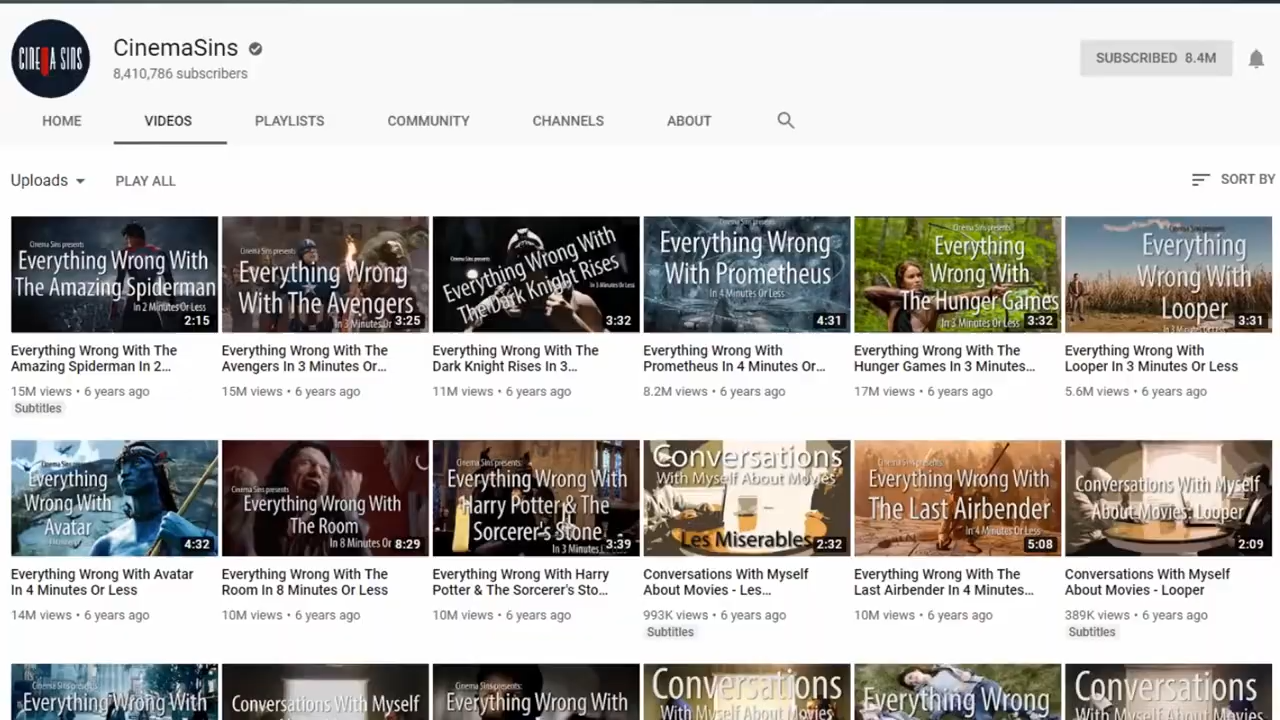 CINEMA SINS
CinemaSins
8,410,786 subscribers
SUBSCRIBED 8.4M
HOME
VIDEOS
PLAYLISTS
COMMUNITY
CHANNELS
ABOUT
Uploads
PLAY ALL
SORT BY
Cinema Sins presents
Everything Wrong With
The Amazing Spiderman
In 2 Minutes Or Less
2:15
Cinema Sins presents
Everything Wrong
With The Avengers
In 3 Minutes Or
3:25
Cinema Sins presents
Everything Wrong With
The Dark Knight Rises
In 3 Minutes Or Less
3:32
Cinema Sins presents
Everything Wrong
With Prometheus
In 4 Minutes Or Less
4:31
Cinema Sins presents
Everything
Wrong With
The Hunger Games
In 3 Minutes Or Less
3:32
Everything
Wrong With
Looper
In 3 Minutes Or Less
3:31
Everything Wrong With The
Amazing Spiderman In 2...
15M views • 6 years ago
Subtitles
Everything Wrong With The
Avengers In 3 Minutes Or...
15M views • 6 years ago
Everything Wrong With The
Dark Knight Rises In 3...
11M views • 6 years ago
Everything Wrong With
Prometheus In 4 Minutes Or...
8.2M views • 6 years ago
Everything Wrong With The
Hunger Games In 3 Minutes...
17M views • 6 years ago
Everything Wrong With
Looper In 3 Minutes Or Less
5.6M views • 6 years ago
Cinema Sins presents
Everything
Wrong With
Avatar
4:32
Cinema Sins presents
Everything Wrong With
The Room
In 8 Minutes Or
8:29
Cinema Sins presents:
Everything Wrong With
Harry Potter & The
Sorcerer's Stone
In 3 Minutes
3:39
Conversations
With Myself About Movies
Les Miserables
2:32
Cinema Sins presents:
Everything Wrong With
The Last Airbender
In 4 Minutes Or Less
5:08
Conversations With Myself
About Movies: Looper
2:09
Everything Wrong With Avatar
In 4 Minutes Or Less
14M views • 6 years ago
Everything Wrong With The
Room In 8 Minutes Or Less
10M views • 6 years ago
Everything Wrong With Harry
Potter & The Sorcerer's Sto...
10M views • 6 years ago
Conversations With Myself
About Movies - Les...
993K views • 6 years ago
Subtitles
Everything Wrong With The
Last Airbender In 4 Minutes...
10M views • 6 years ago
Conversations With Myself
About Movies - Looper
389K views • 6 years ago
Subtitles
Cinema Sins presents
Everything Wrong With
Conversations With Myself
Cinema Sins presents:
Everything Wrong With
Conversations
With Myself About Movies
Everything Wrong
Conversations
With Myself About Movies